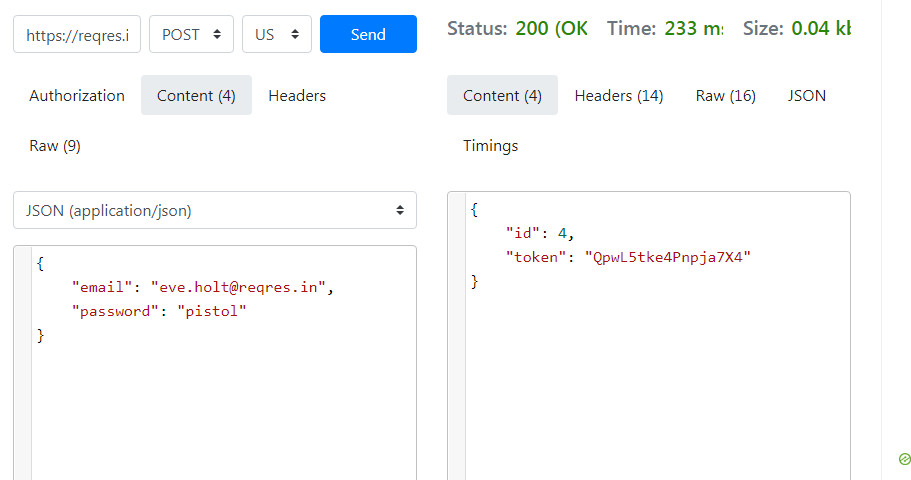 https://reqres.i POST US Send
Status: 200 (OK Time: 233 ms Size: 0.04 kb
Authorization Content (4) Headers
Raw (9)
Content (4) Headers (14) Raw (16) JSON
Timings
JSON (application/json)
{
"email": "eve.holt@reqres.in",
"password": "pistol"
}
{
"id": 4,
"token": "QpwL5tke4Pnpja7X4"
}